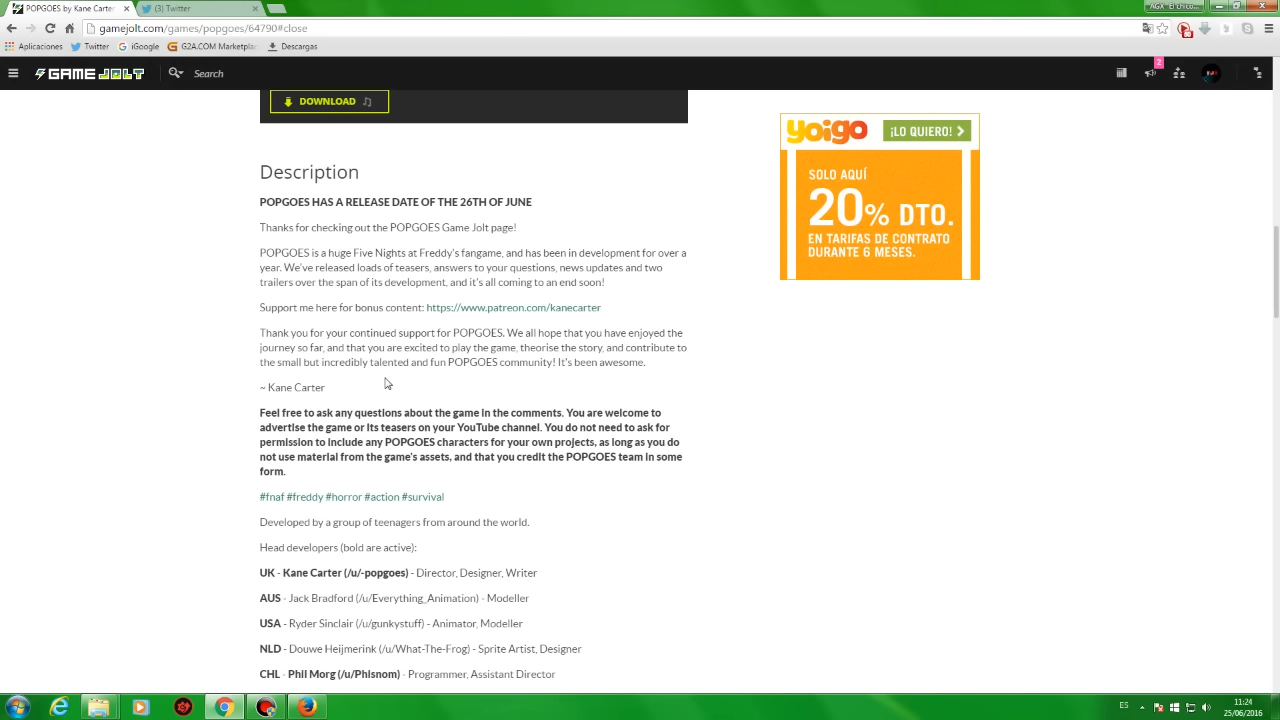 POPGOES by Kane Carter
(3) Twitter
AGX - El chico...
gamejolt.com/games/popgoes/64790#close
Aplicaciones
Twitter
iGoogle
G2A.COM Marketpla
Descargas
GAME JOLT
Search
2
DOWNLOAD
yoigo
¡LO QUIERO!
SOLO AQUÍ
20% DTO.
EN TARIFAS DE CONTRATO
DURANTE 6 MESES.
Description
POPGOES HAS A RELEASE DATE OF THE 26TH OF JUNE
Thanks for checking out the POPGOES Game Jolt page!
POPGOES is a huge Five Nights at Freddy's fangame, and has been in development for over a
year. We've released loads of teasers, answers to your questions, news updates and two
trailers over the span of its development, and it's all coming to an end soon!
Support me here for bonus content: https://www.patreon.com/kanecarter
Thank you for your continued support for POPGOES. We all hope that you have enjoyed the
journey so far, and that you are excited to play the game, theorise the story, and contribute to
the small but incredibly talented and fun POPGOES community! It's been awesome.
~ Kane Carter
Feel free to ask any questions about the game in the comments. You are welcome to
advertise the game or its teasers on your YouTube channel. You do not need to ask for
permission to include any POPGOES characters for your own projects, as long as you do
not use material from the game's assets, and that you credit the POPGOES team in some
form.
#fnaf #freddy #horror #action #survival
Developed by a group of teenagers from around the world.
Head developers (bold are active):
UK - Kane Carter (/u/-popgoes) - Director, Designer, Writer
AUS - Jack Bradford (/u/Everything_Animation) - Modeller
USA - Ryder Sinclair (/u/gunkystuff) - Animator, Modeller
NLD - Douwe Heijmerink (/u/What-The-Frog) - Sprite Artist, Designer
CHL - Phil Morg (/u/Phisnom) - Programmer, Assistant Director
ES
11:24
25/06/2016